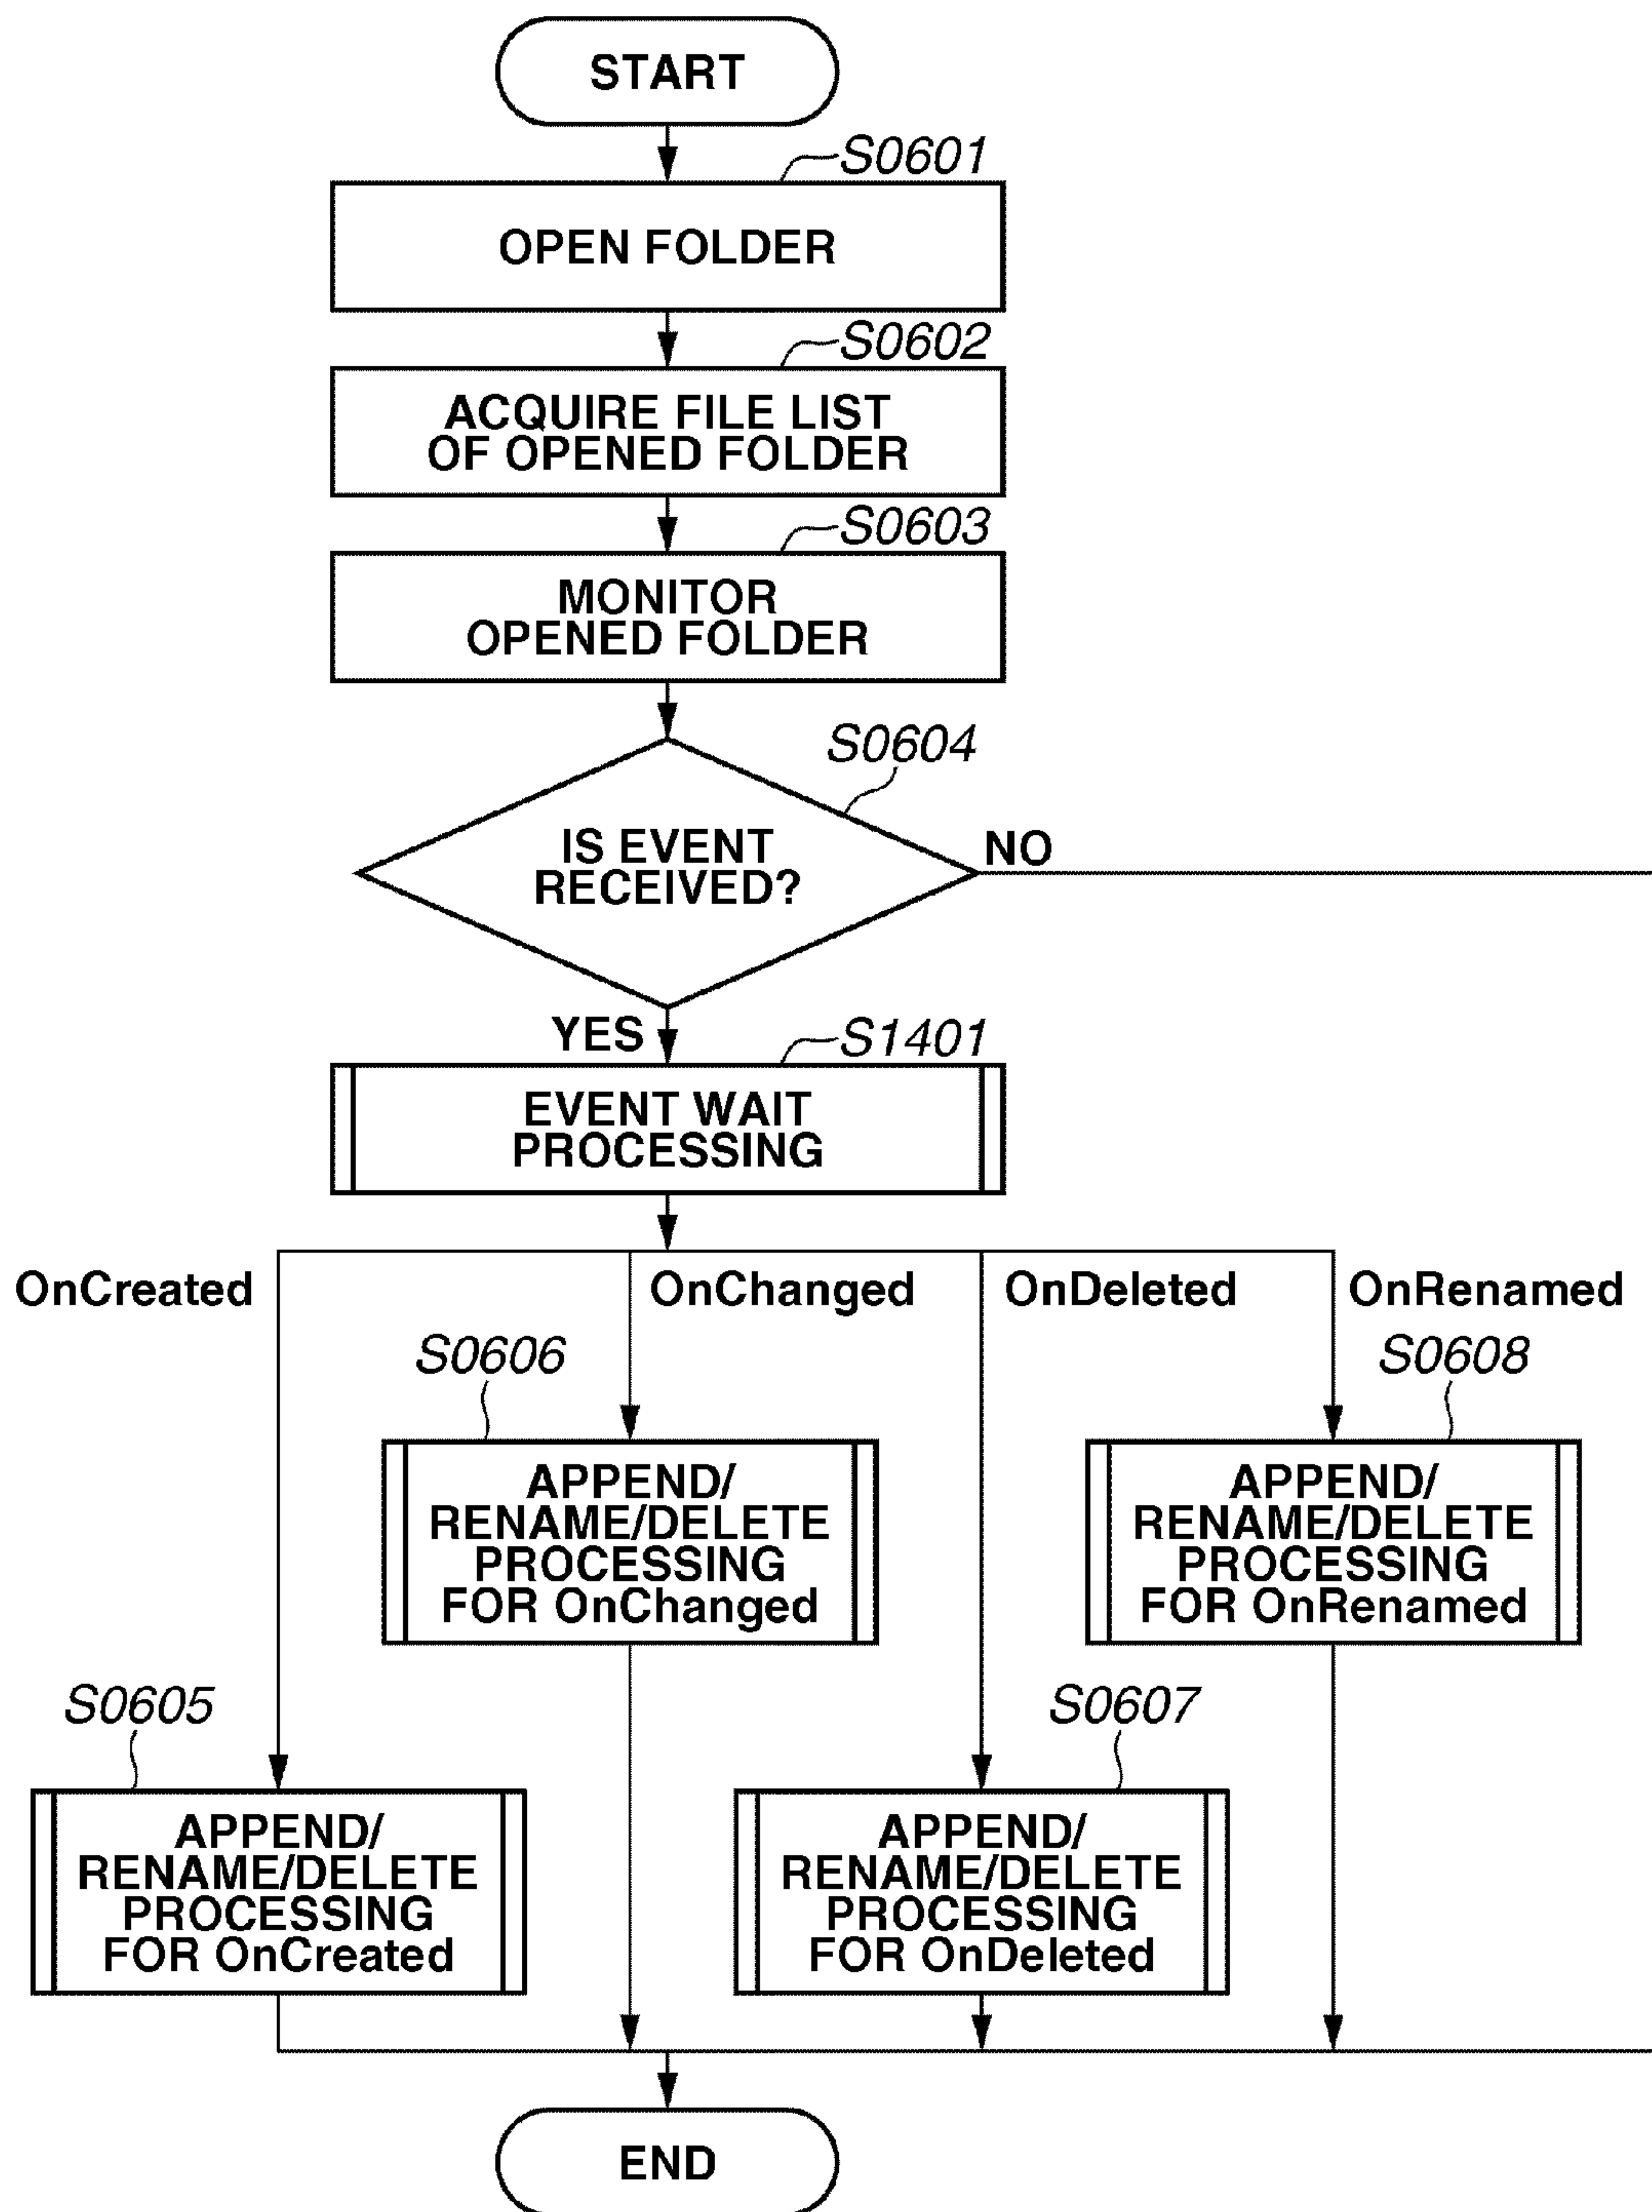 START
S0601
OPEN FOLDER
S0602
ACQUIRE FILE LIST
OF OPENED FOLDER
S0603
MONITOR
OPENED FOLDER
S0604
IS EVENT
RECEIVED?
NO
YES
S1401
EVENT WAIT
PROCESSING
OnCreated
OnChanged
OnDeleted
OnRenamed
S0606
APPEND/
RENAME/DELETE
PROCESSING
FOR OnChanged
S0608
APPEND/
RENAME/DELETE
PROCESSING
FOR OnRenamed
S0605
APPEND/
RENAME/DELETE
PROCESSING
FOR OnCreated
S0607
APPEND/
RENAME/DELETE
PROCESSING
FOR OnDeleted
END